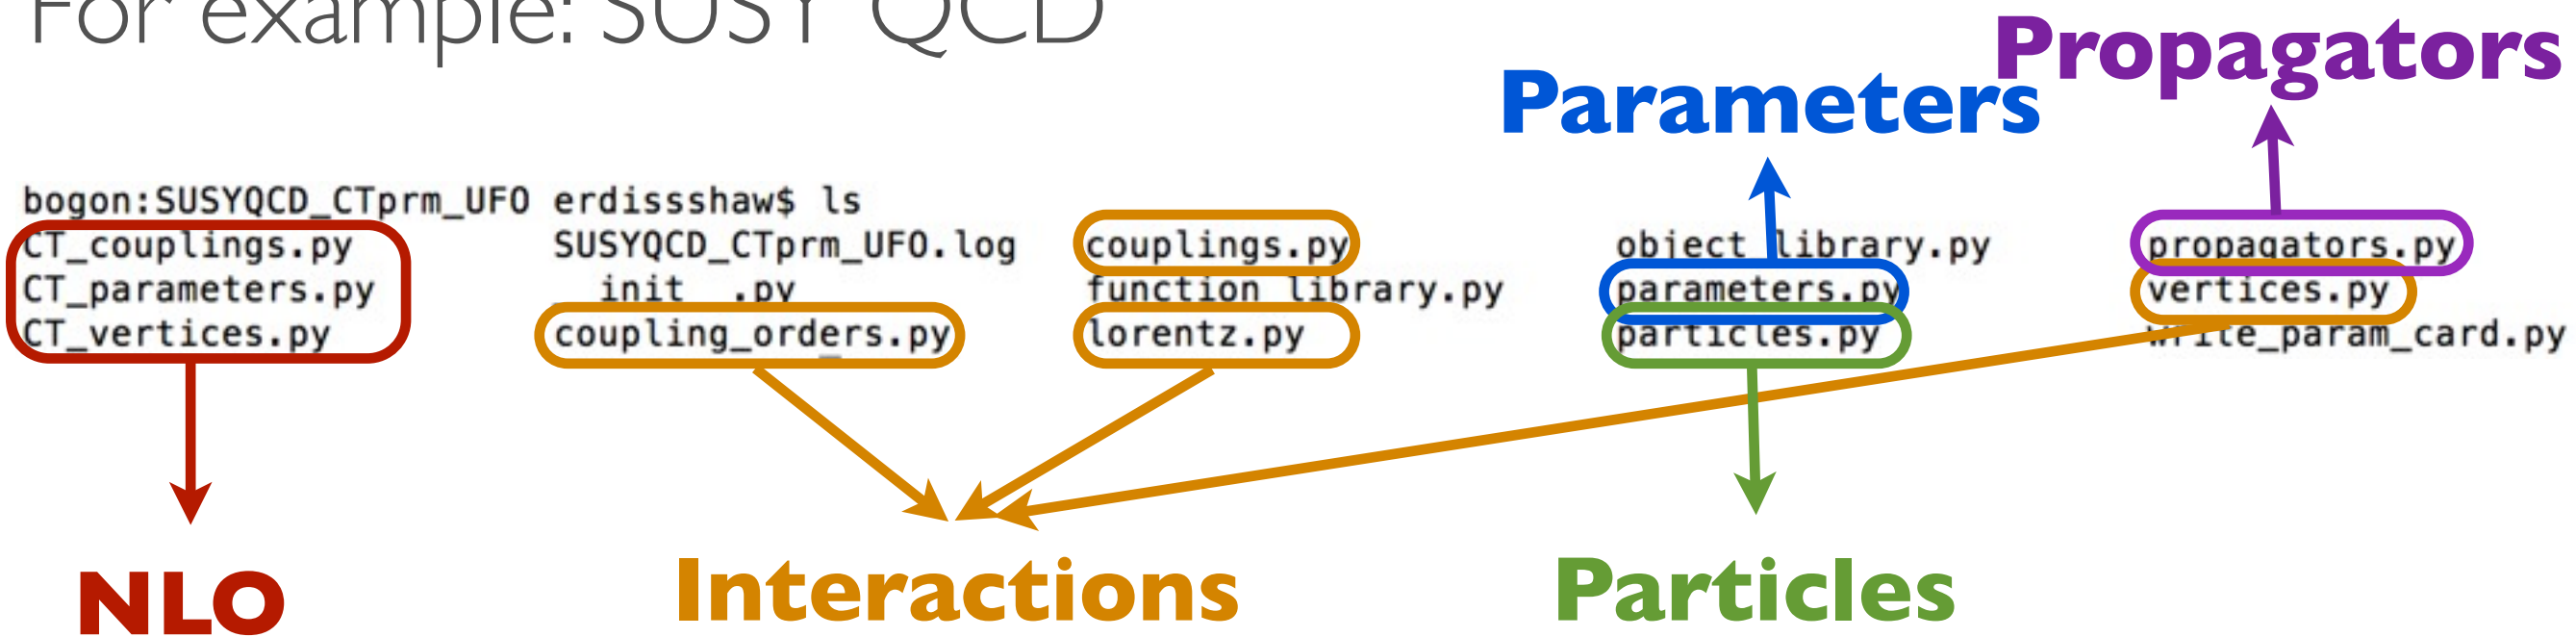 For example: SUSY QCD
Propagators
Parameters
bogon:SUSYQCD_CTprm_UFO erdissshaw$ ls
CT_couplings.py SUSYQCD_CTprm_UFO.log couplings.py object_library.py propagators.py
CT_parameters.py __init__.py function_library.py parameters.py vertices.py
CT_vertices.py coupling_orders.py lorentz.py particles.py write_param_card.py
NLO Interactions Particles